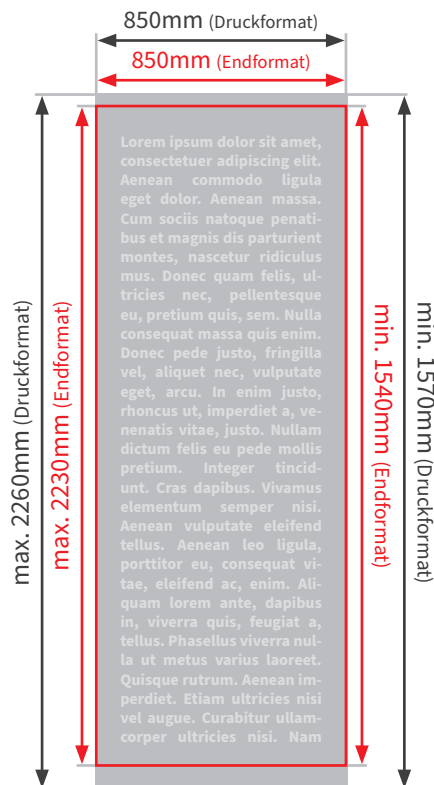 850mm (Druckformat)
850mm (Endformat)
max. 2260mm (Druckformat)
max. 2230mm (Endformat)
Lorem ipsum dolor sit amet,
consectetuer adipiscing elit.
Aenean commodo ligula
eget dolor. Aenean massa.
Cum sociis natoque penati-
bus et magnis dis parturient
montes, nascetur ridiculus
mus. Donec quam felis, ul-
tricies nec, pellentesque
eu, pretium quis, sem. Nulla
consequat massa quis enim.
Donec pede justo, fringilla
vel, aliquet nec, vulputate
eget, arcu. In enim justo,
rhoncus ut, imperdiet a, ve-
nenatis vitae, justo. Nullam
dictum felis eu pede mollis
pretium. Integer tincid-
unt. Cras dapibus. Vivamus
elementum semper nisi.
Aenean vulputate eleifend
tellus. Aenean leo ligula,
porttitor eu, consequat vi-
tae, eleifend ac, enim. Ali-
quam lorem ante, dapibus
in, viverra quis, feugiat a,
tellus. Phasellus viverra nul-
la ut metus varius laoreet.
Quisque rutrum. Aenean im-
perdiet. Etiam ultricies nisi
vel augue. Curabitur ullam-
corper ultricies nisi. Nam
min. 1540mm (Endformat)
min. 1570mm (Druckformat)